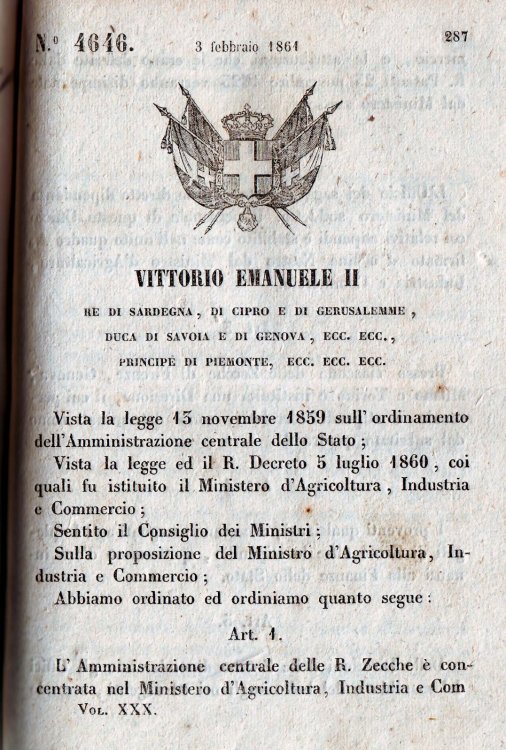 N.º 4646.
3 febbraio 1861
287
VITTORIO EMANUELE II
RE DI SARDEGNA, DI CIPRO E DI GERUSALEMME,
DUCA DI SAVOIA E DI GENOVA, ECC. ECC.,
PRINCIPE DI PIEMONTE, ECC. ECC. ECC.
Vista la legge 13 novembre 1859 sull'ordinamento
dell'Amministrazione centrale dello Stato;
Vista la legge ed il R. Decreto 5 luglio 1860, coi
quali fu istituito il Ministero d'Agricoltura, Industria
e Commercio;
Sentito il Consiglio dei Ministri;
Sulla proposizione del Ministro d'Agricoltura, In-
dustria e Commercio;
Abbiamo ordinato ed ordiniamo quanto segue:
Art. 1.
L'Amministrazione centrale delle R. Zecche è con-
centrata nel Ministero d'Agricoltura, Industria e Com
VOL. XXX.